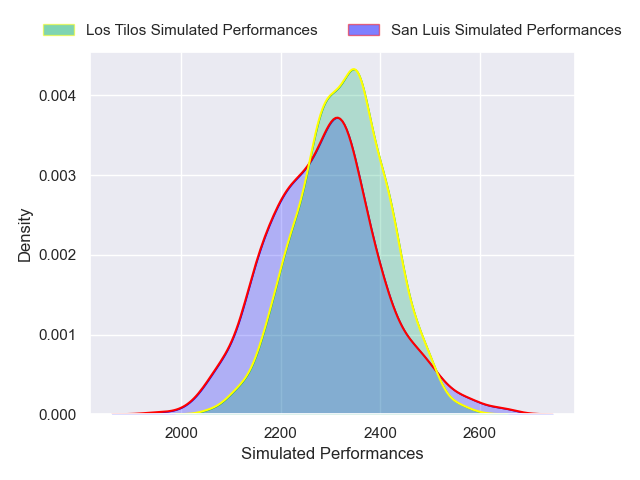 Los Tilos Simulated Performances San Luis Simulated Performances
0.004
0.003
0.002
0.001
0.000
Density
2000 2200 2400 2600
Simulated Performances